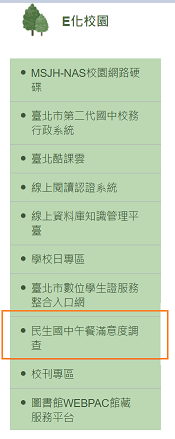 E化校園
MSJH-NAS校園網路硬
碟
臺北市第二代國中校務
行政系統
臺北酷課雲
線上閱讀認證系統
線上資料庫知識管理平
臺
學校日專區
臺北市數位學生證服務
整合入口網
民生國中午餐滿意度調
查
校刊專區
圖書館WEBPAC館藏
服務平台